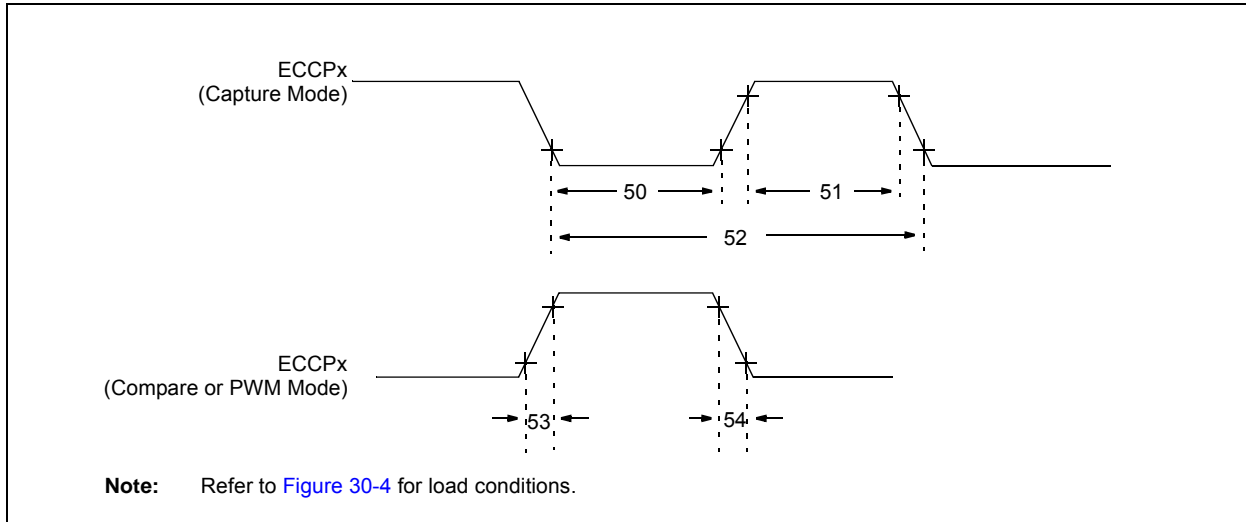 ECCPx
(Capture Mode)
50
51
52
ECCPx
(Compare or PWM Mode)
53
54
Note: Refer to Figure 30-4 for load conditions.